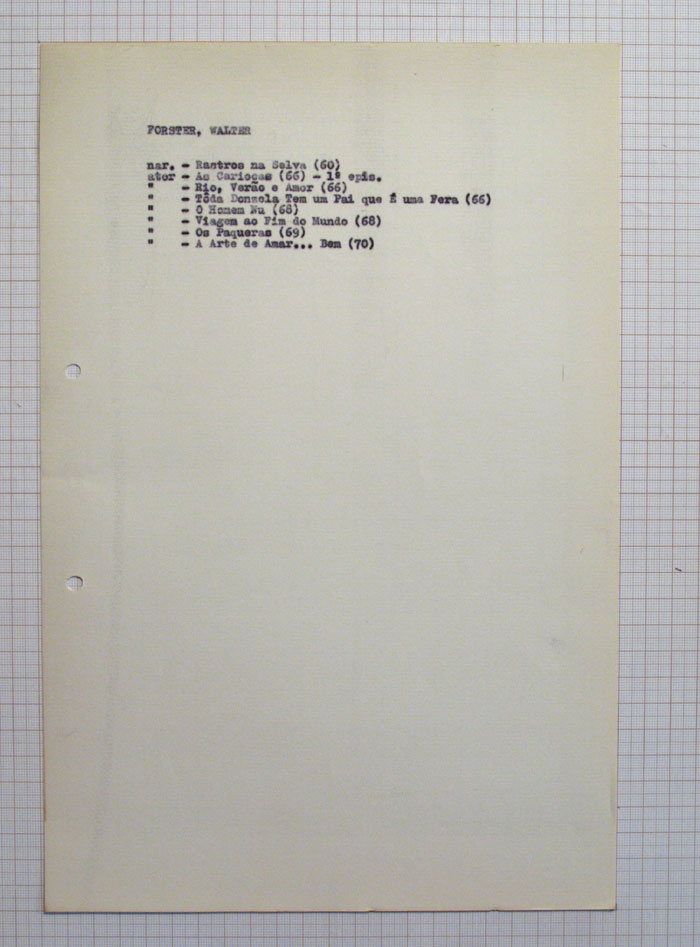 FORSTER, WALTER
nar. - Rastros na Selva (60)
ator - As Cariocas (66) - 1º epis.
" - Rio, Verão e Amor (66)
" - Tôda Donzela Tem um Pai que É uma Fera (66)
" - O Homem Nu (68)
" - Viagem ao Fim do Mundo (68)
" - Os Paqueras (69)
" - A Arte de Amar... Bem (70)